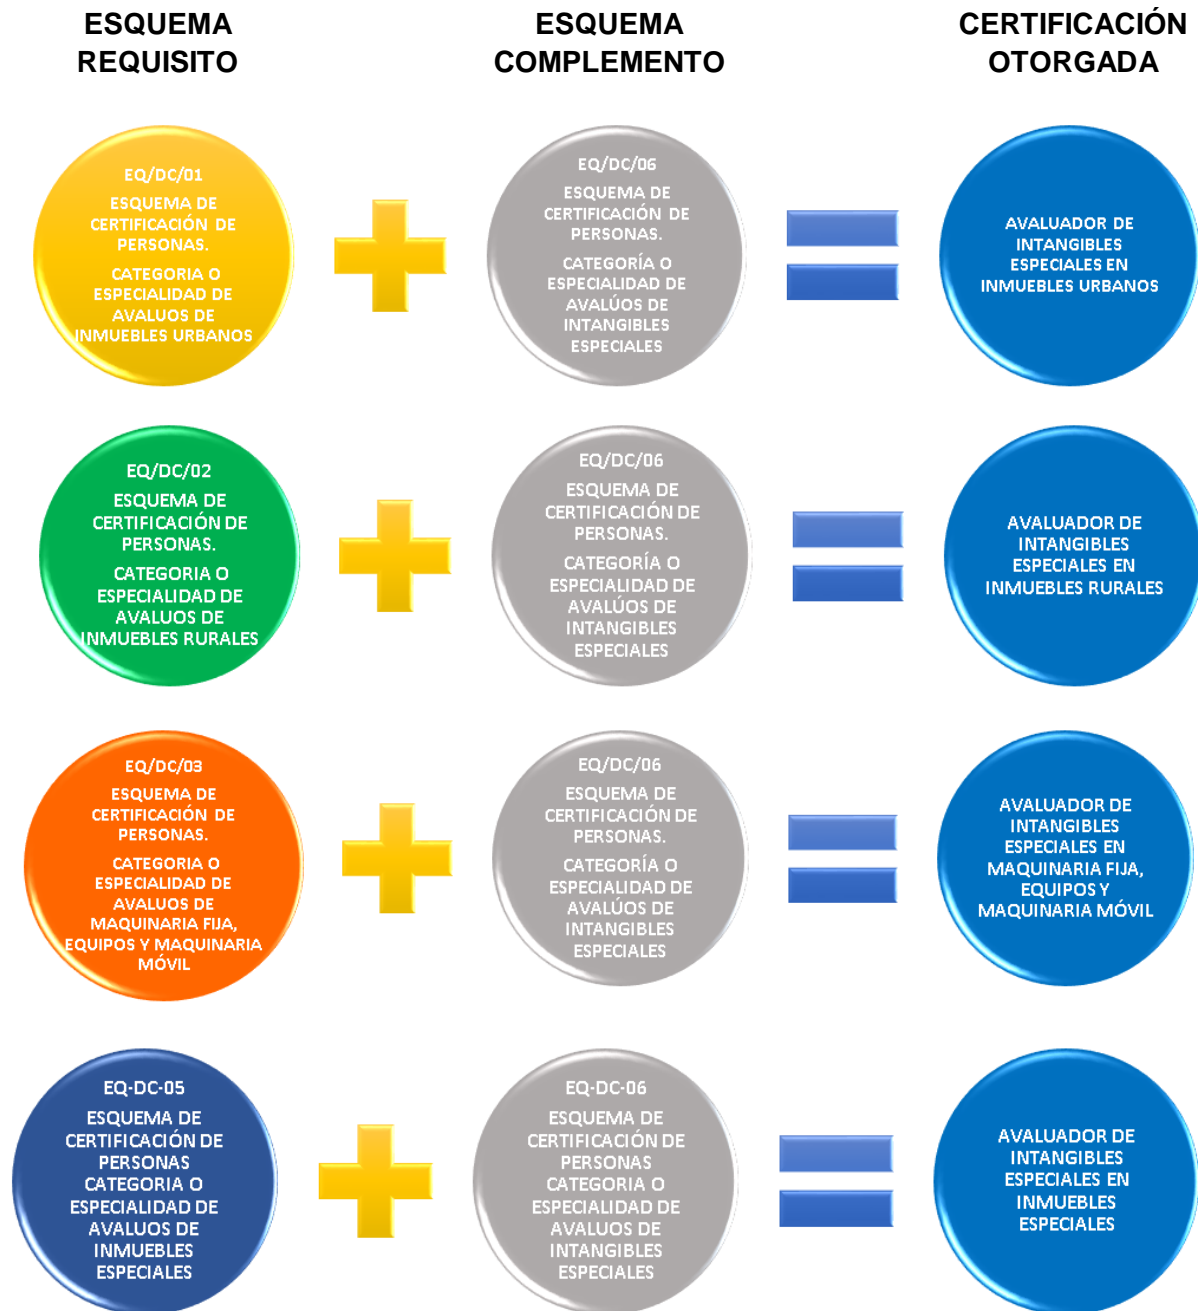 ESQUEMA
REQUISITO
ESQUEMA
COMPLEMENTO
CERTIFICACIÓN
OTORGADA
EQ/DC/01
ESQUEMA DE
CERTIFICACIÓN DE
PERSONAS.
CATEGORIA O
ESPECIALIDAD DE
AVALUOS DE
INMUEBLES URBANOS
EQ/DC/06
ESQUEMA DE
CERTIFICACIÓN DE
PERSONAS.
CATEGORÍA O
ESPECIALIDAD DE
AVALÚOS DE
INTANGIBLES
ESPECIALES
AVALUADOR DE
INTANGIBLES
ESPECIALES EN
INMUEBLES URBANOS
EQ/DC/02
ESQUEMA DE
CERTIFICACIÓN DE
PERSONAS.
CATEGORIA O
ESPECIALIDAD DE
AVALUOS DE
INMUEBLES RURALES
EQ/DC/06
ESQUEMA DE
CERTIFICACIÓN DE
PERSONAS.
CATEGORÍA O
ESPECIALIDAD DE
AVALÚOS DE
INTANGIBLES
ESPECIALES
AVALUADOR DE
INTANGIBLES
ESPECIALES EN
INMUEBLES RURALES
EQ/DC/03
ESQUEMA DE
CERTIFICACIÓN DE
PERSONAS.
CATEGORIA O
ESPECIALIDAD DE
AVALUOS DE
MAQUINARIA FIJA,
EQUIPOS Y MAQUINARIA
MÓVIL
EQ/DC/06
ESQUEMA DE
CERTIFICACIÓN DE
PERSONAS.
CATEGORÍA O
ESPECIALIDAD DE
AVALÚOS DE
INTANGIBLES
ESPECIALES
AVALUADOR DE
INTANGIBLES
ESPECIALES EN
MAQUINARIA FIJA,
EQUIPOS Y
MAQUINARIA MÓVIL
EQ-DC-05
ESQUEMA DE
CERTIFICACIÓN DE
PERSONAS
CATEGORIA O
ESPECIALIDAD DE
AVALUOS DE
INMUEBLES
ESPECIALES
EQ-DC-06
ESQUEMA DE
CERTIFICACIÓN DE
PERSONAS
CATEGORIA O
ESPECIALIDAD DE
AVALUOS DE
INTANGIBLES
ESPECIALES
AVALUADOR DE
INTANGIBLES
ESPECIALES EN
INMUEBLES
ESPECIALES